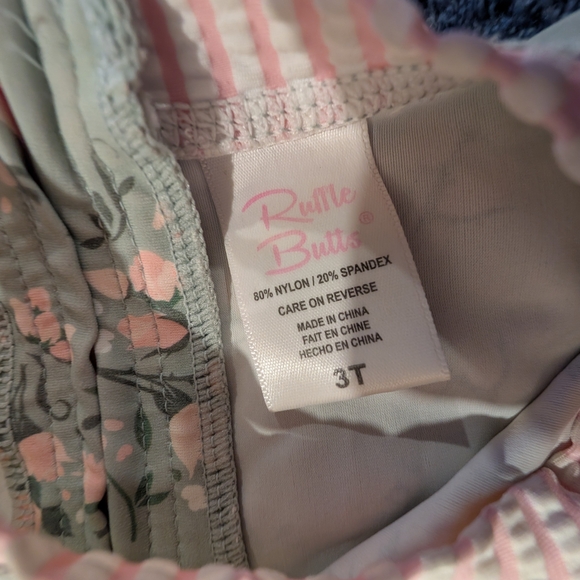 Ruffle
Butts®
80% NYLON / 20% SPANDEX
CARE ON REVERSE
MADE IN CHINA
FAIT EN CHINE
HECHO EN CHINA
3T